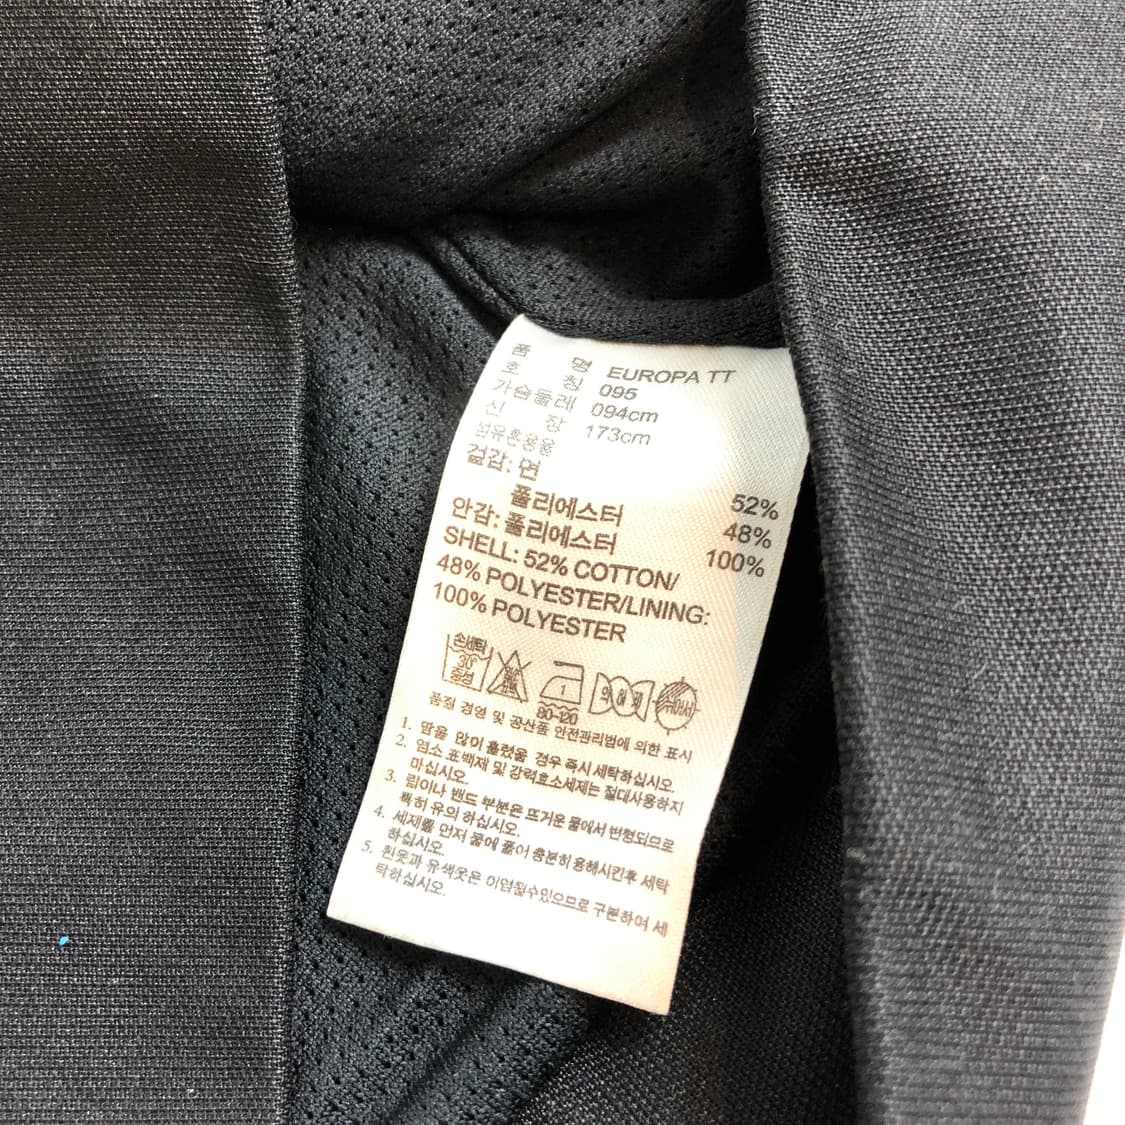 품 명 EUROPA TT
호 칭 095
가슴둘레 094cm
신 장 173cm
섬유혼용율
겉감: 면 52%
폴리에스터 48%
안감: 폴리에스터 100%
SHELL: 52% COTTON/
48% POLYESTER/LINING:
100% POLYESTER
손세탁
30°
중성
1
80-120
품질 경영 및 공산품 안전관리법에 의한 표시
1. 땀을 많이 흘렸을 경우 즉시 세탁하십시오.
2. 염소 표백제 및 강력효소세제는 절대사용하지
마십시오.
3. 립이나 밴드 부분은 뜨거운 물에서 변형되므로
특히 유의 하십시오.
4. 세제를 먼저 물에 풀어 충분히 용해시킨후 세탁
하십시오.
5. 흰옷과 유색옷은 이염될수있으므로 구분하여 세
탁하십시오.